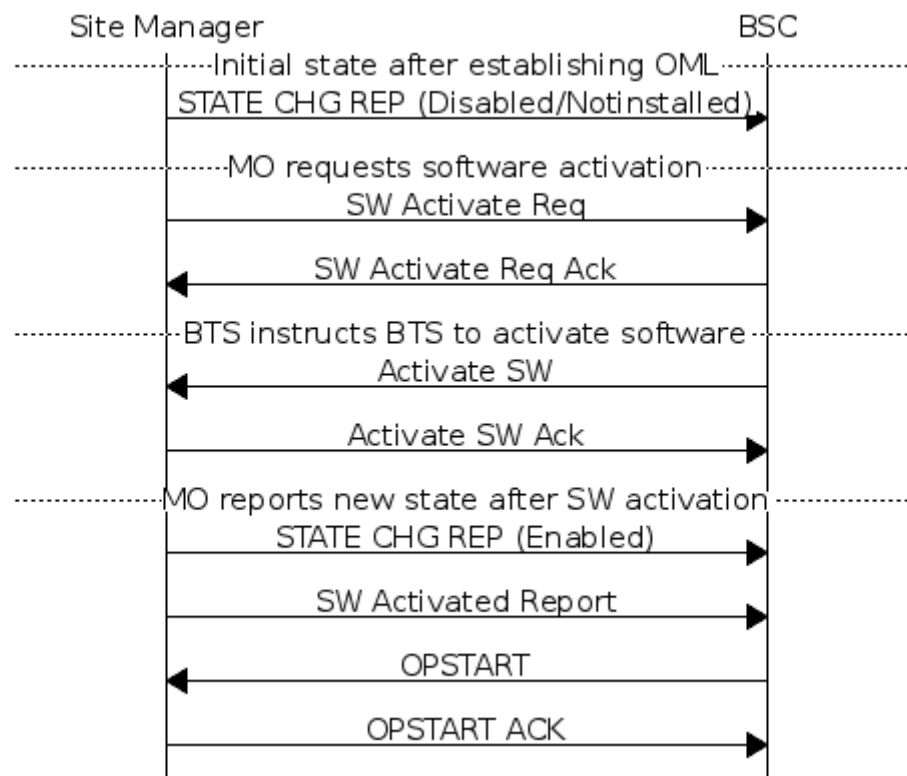 Site Manager BSC
Initial state after establishing OML
STATE CHG REP (Disabled/Notinstalled)
MO requests software activation
SW Activate Req
SW Activate Req Ack
BTS instructs BTS to activate software
Activate SW
Activate SW Ack
MO reports new state after SW activation
STATE CHG REP (Enabled)
SW Activated Report
OPSTART
OPSTART ACK